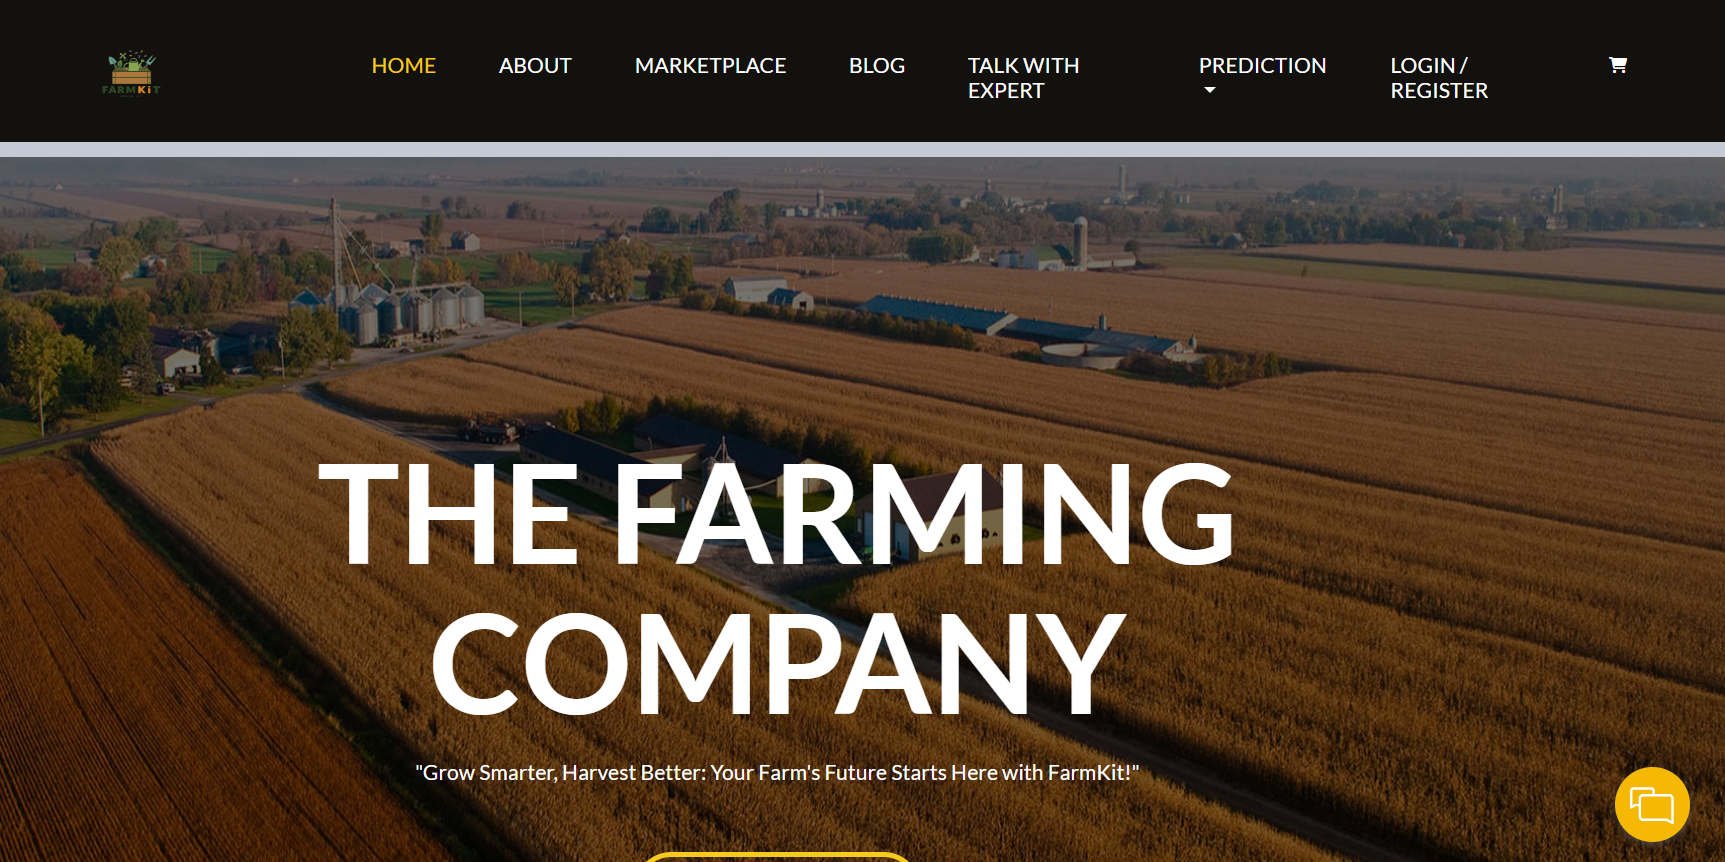 FARMKiT
HOME
ABOUT
MARKETPLACE
BLOG
TALK WITH
EXPERT
PREDICTION
LOGIN /
REGISTER
THE FARMING
COMPANY
"Grow Smarter, Harvest Better: Your Farm's Future Starts Here with FarmKit!"